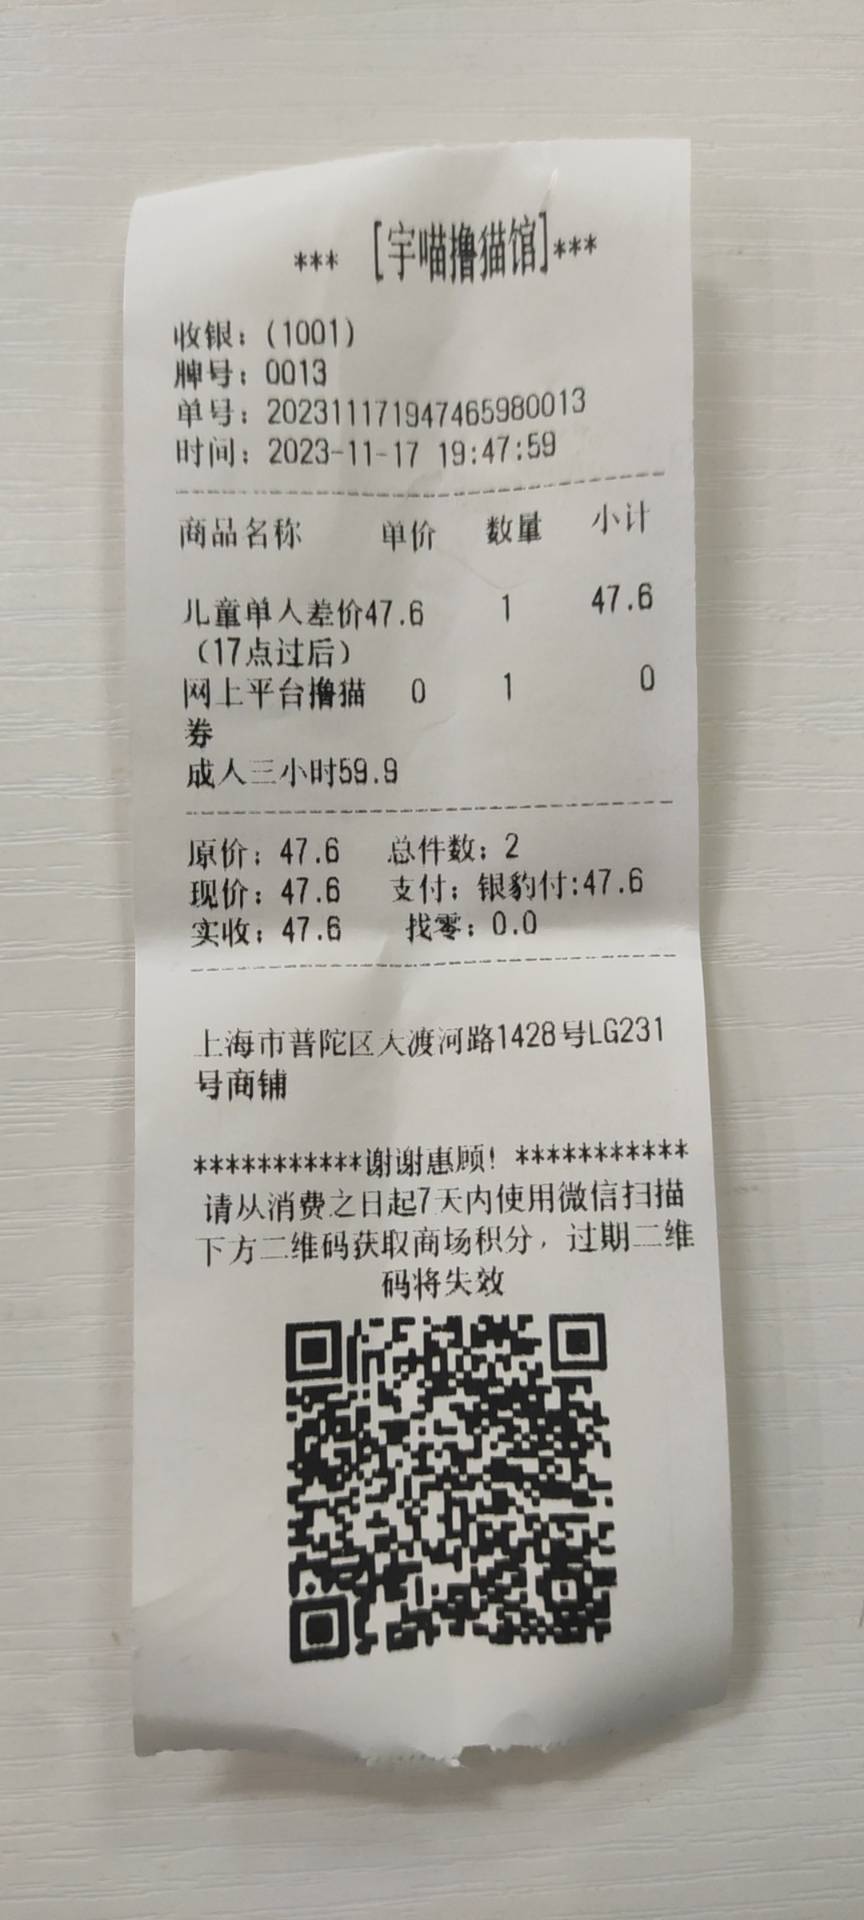 *** [宇喵撸猫馆]***
收银：(1001)
牌号：0013
单号：202311171947465980013
时间：2023-11-17 19:47:59
商品名称 单价 数量 小计
儿童单人差价47.6 1 47.6
（17点过后）
网上平台撸猫 0 1 0
券
成人三小时59.9
原价：47.6 总件数：2
现价：47.6 支付：银豹付:47.6
实收：47.6 找零：0.0
上海市普陀区大渡河路1428号LG231
号商铺
***********谢谢惠顾! ***********
请从消费之日起7天内使用微信扫描
下方二维码获取商场积分，过期二维
码将失效